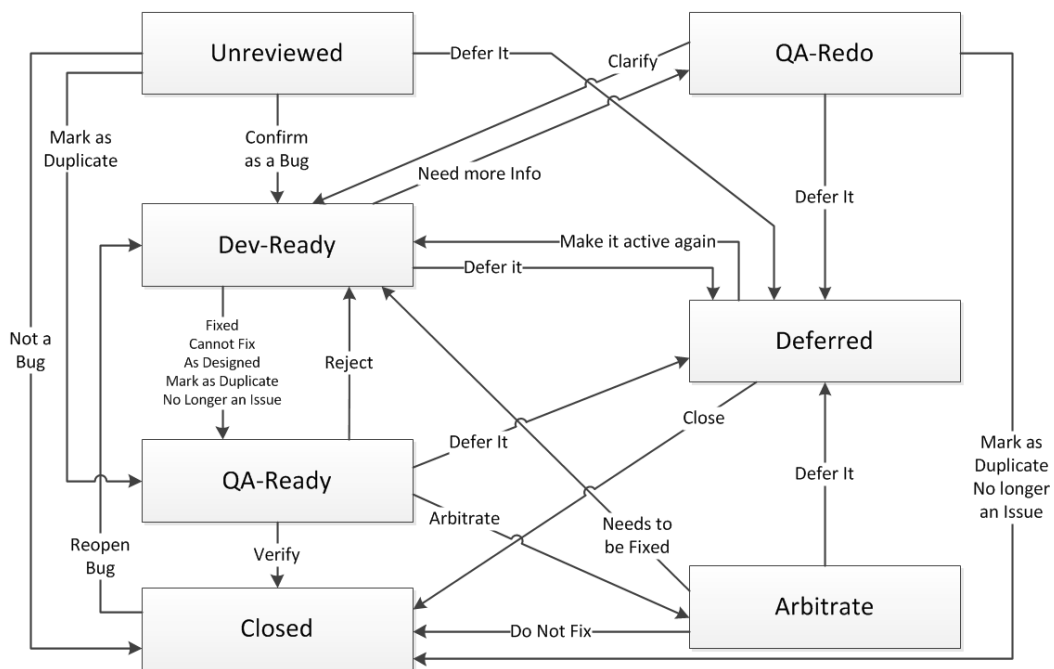 Unreviewed
Defer It
QA-Redo
Clarify
Mark as
Duplicate
Confirm
as a Bug
Need more Info
Defer It
Dev-Ready
Make it active again
Defer it
Not a
Bug
Fixed
Cannot Fix
As Designed
Mark as Duplicate
No Longer an Issue
Reject
Deferred
Close
Defer It
QA-Ready
Arbitrate
Defer It
Mark as
Duplicate
No longer
an Issue
Needs to
be Fixed
Reopen
Bug
Verify
Arbitrate
Closed
Do Not Fix